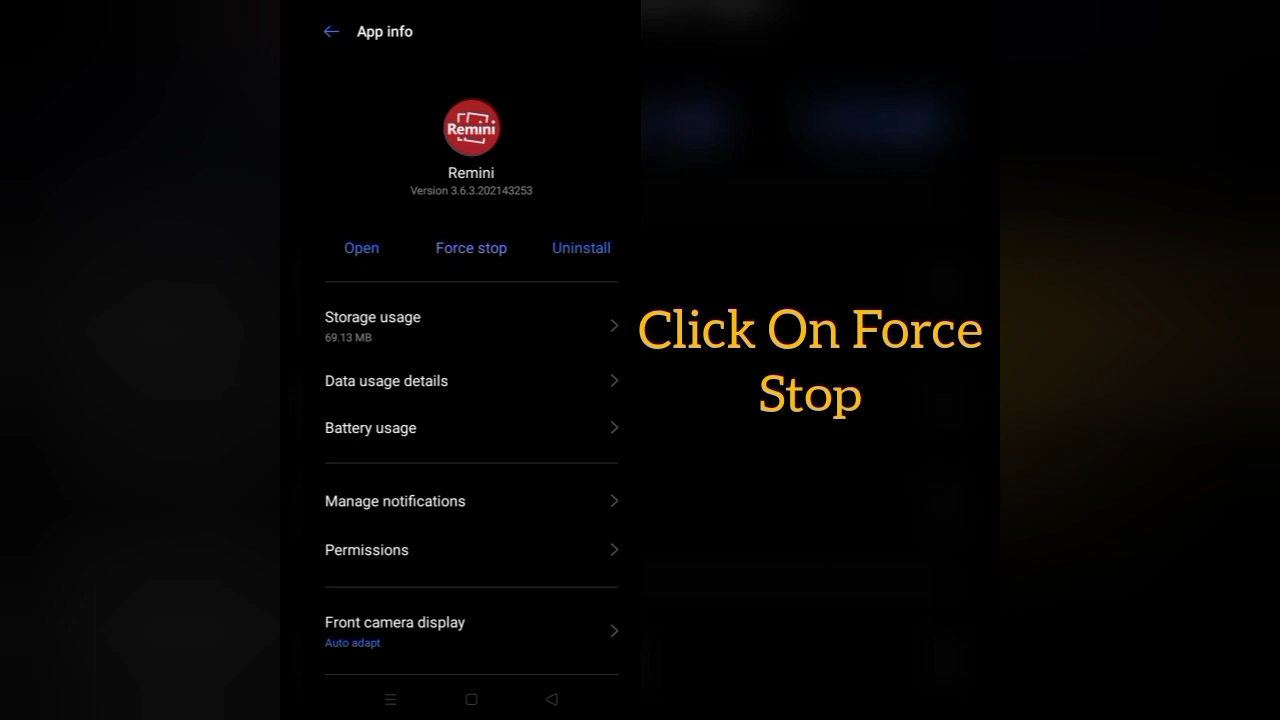 App info
Remini
Remini
Version 3.6.3.202143253
Open Force stop Uninstall
Storage usage
69.13 MB
Data usage details
Battery usage
Manage notifications
Permissions
Front camera display
Auto adapt
Click On Force
Stop